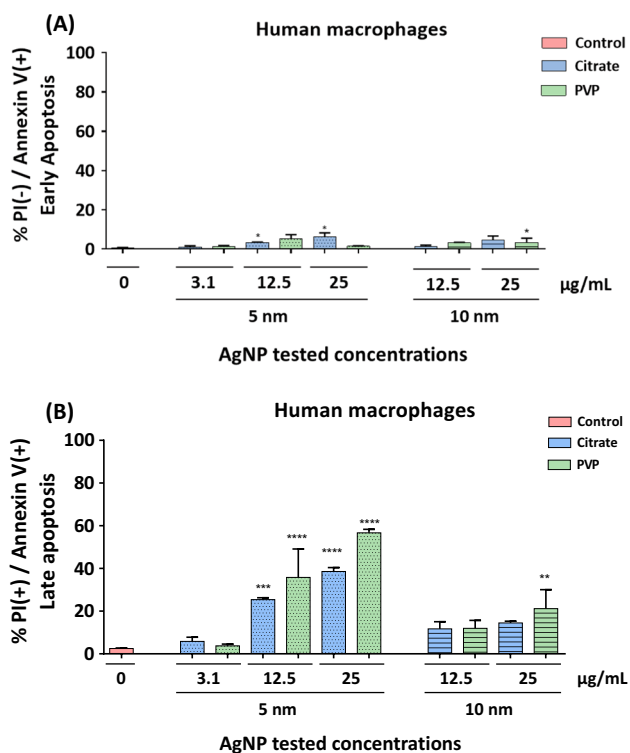 (A)
Human macrophages
Control
Citrate
PVP
% PI(-) / Annexin V(+)
Early Apoptosis
100
80
60
40
20
0
* * *
0 3.1 12.5 25 12.5 25 µg/mL
5 nm 10 nm
AgNP tested concentrations
(B)
Human macrophages
Control
Citrate
PVP
% PI(+) / Annexin V(+)
Late apoptosis
100
80
60
40
20
0
*** **** **** **** **
0 3.1 12.5 25 12.5 25 µg/mL
5 nm 10 nm
AgNP tested concentrations